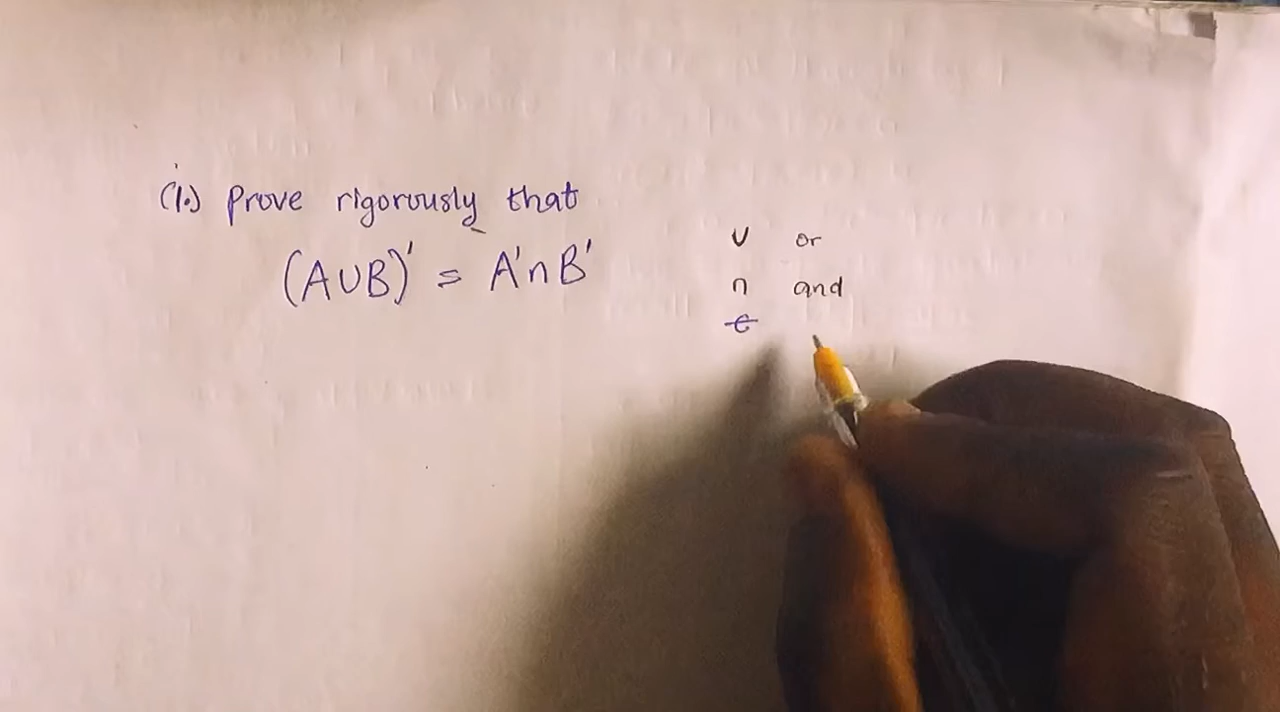 (1.) Prove rigorously that
(A∪B)' = A'∩B'
∪ or
∩ and
∈